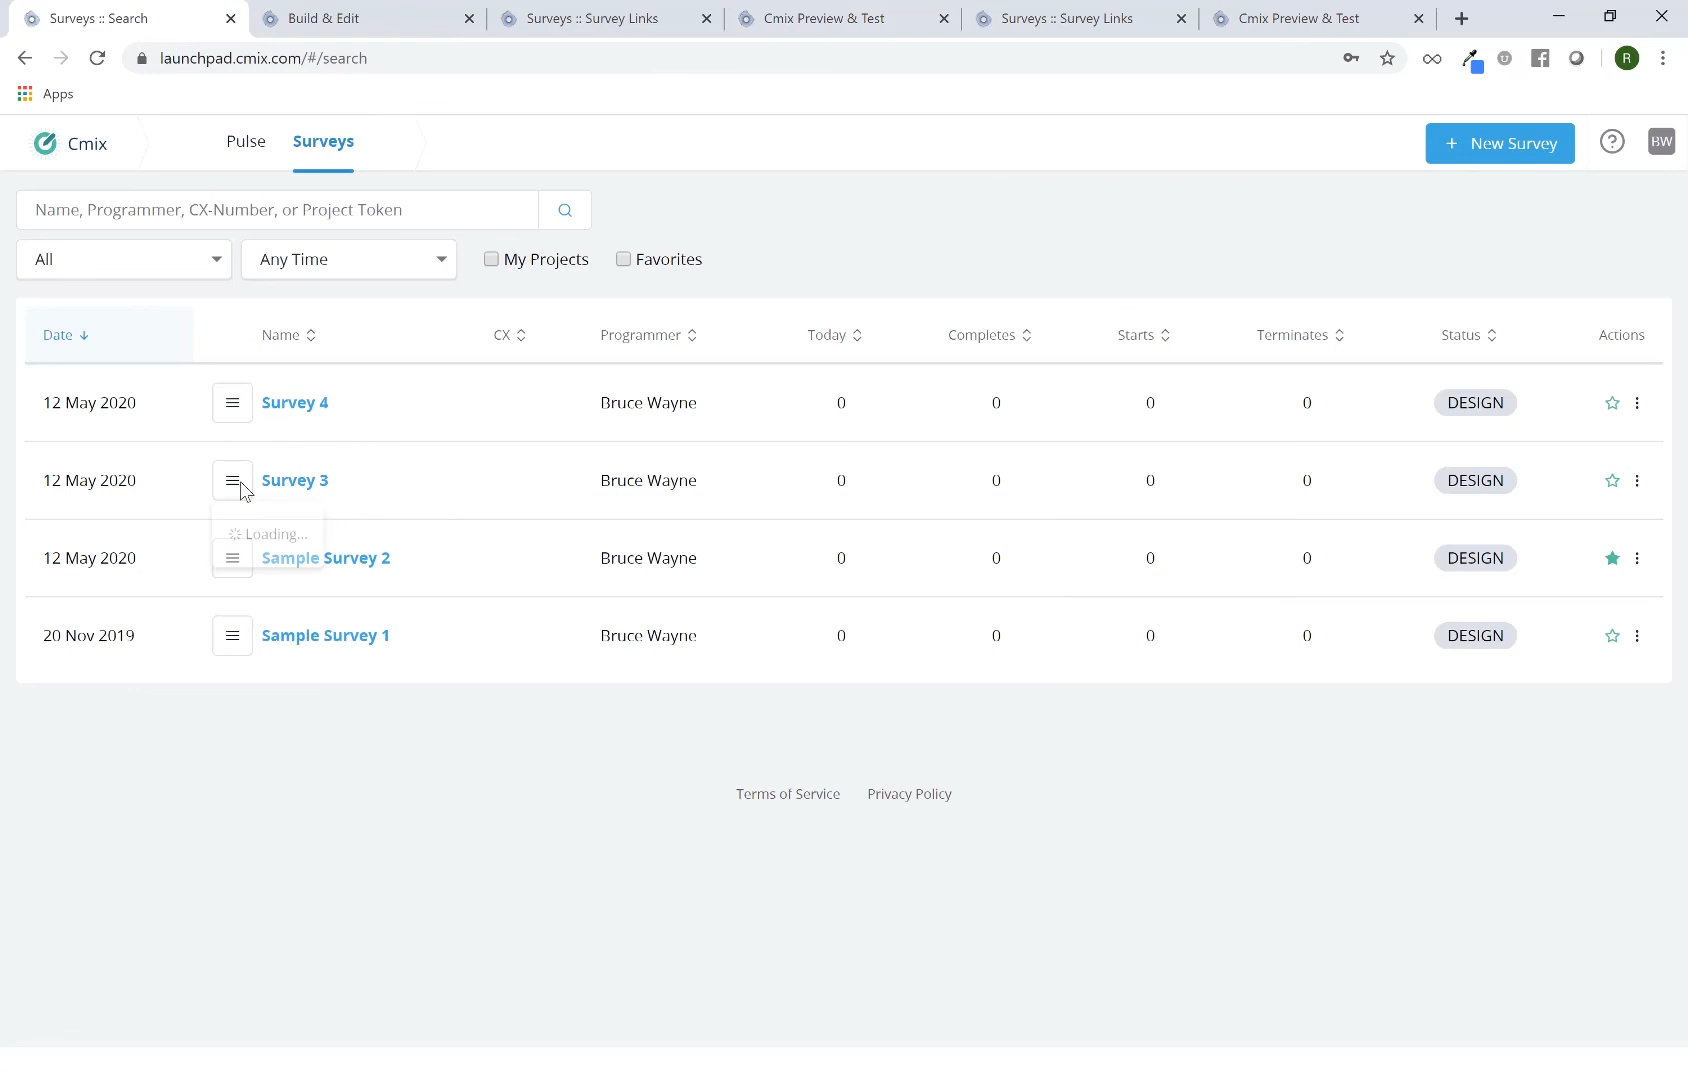 Surveys :: Search
Build & Edit
Surveys :: Survey Links
Cmix Preview & Test
Surveys :: Survey Links
Cmix Preview & Test
launchpad.cmix.com/#/search
R
Apps
Cmix
Pulse
Surveys
+ New Survey
BW
Name, Programmer, CX-Number, or Project Token
All
Any Time
My Projects
Favorites
Date Name CX Programmer Today Completes Starts Terminates Status Actions
12 May 2020 Survey 4 Bruce Wayne 0 0 0 0 DESIGN
12 May 2020 Survey 3 Bruce Wayne 0 0 0 0 DESIGN
Loading...
12 May 2020 Sample Survey 2 Bruce Wayne 0 0 0 0 DESIGN
20 Nov 2019 Sample Survey 1 Bruce Wayne 0 0 0 0 DESIGN
Terms of Service Privacy Policy